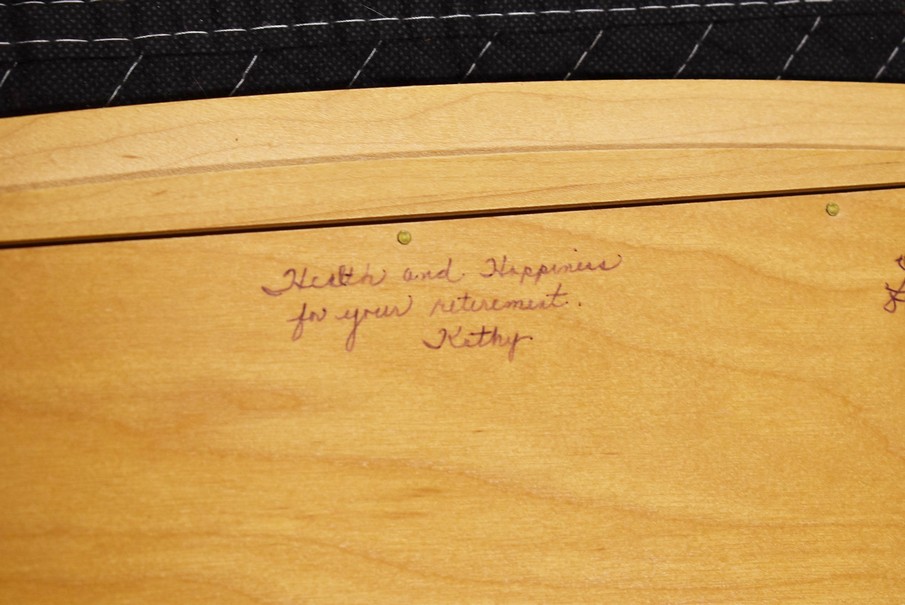 Health and Happiness
for your retirement.
Kathy